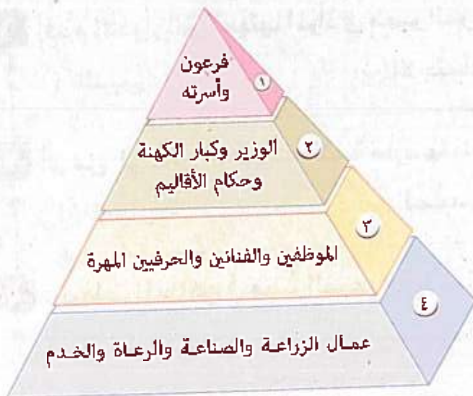 فرعون
وأسرته
١
الوزير وكبار الكهنة
وحكام الأقاليم
٢
الموظفين والفنانين والحرفيين المهرة
٣
عمال الزراعة والصناعة والرعاة والخدم
٤